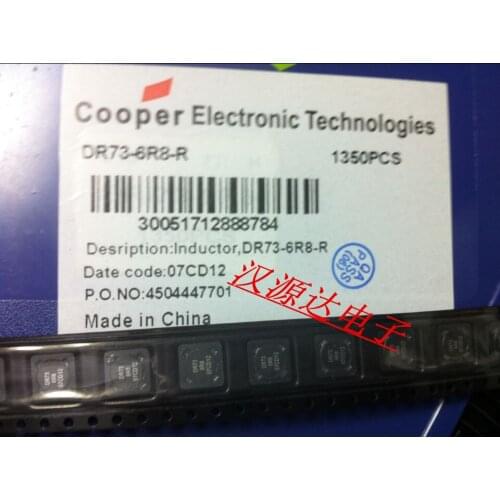 Cooper Electronic Technologies
DR73-6R8-R 1350PCS
30051712888784
Desription:Inductor,DR73-6R8-R
Date code:07CD12
P.O.NO:4504447701
Made in China
汉源达电子